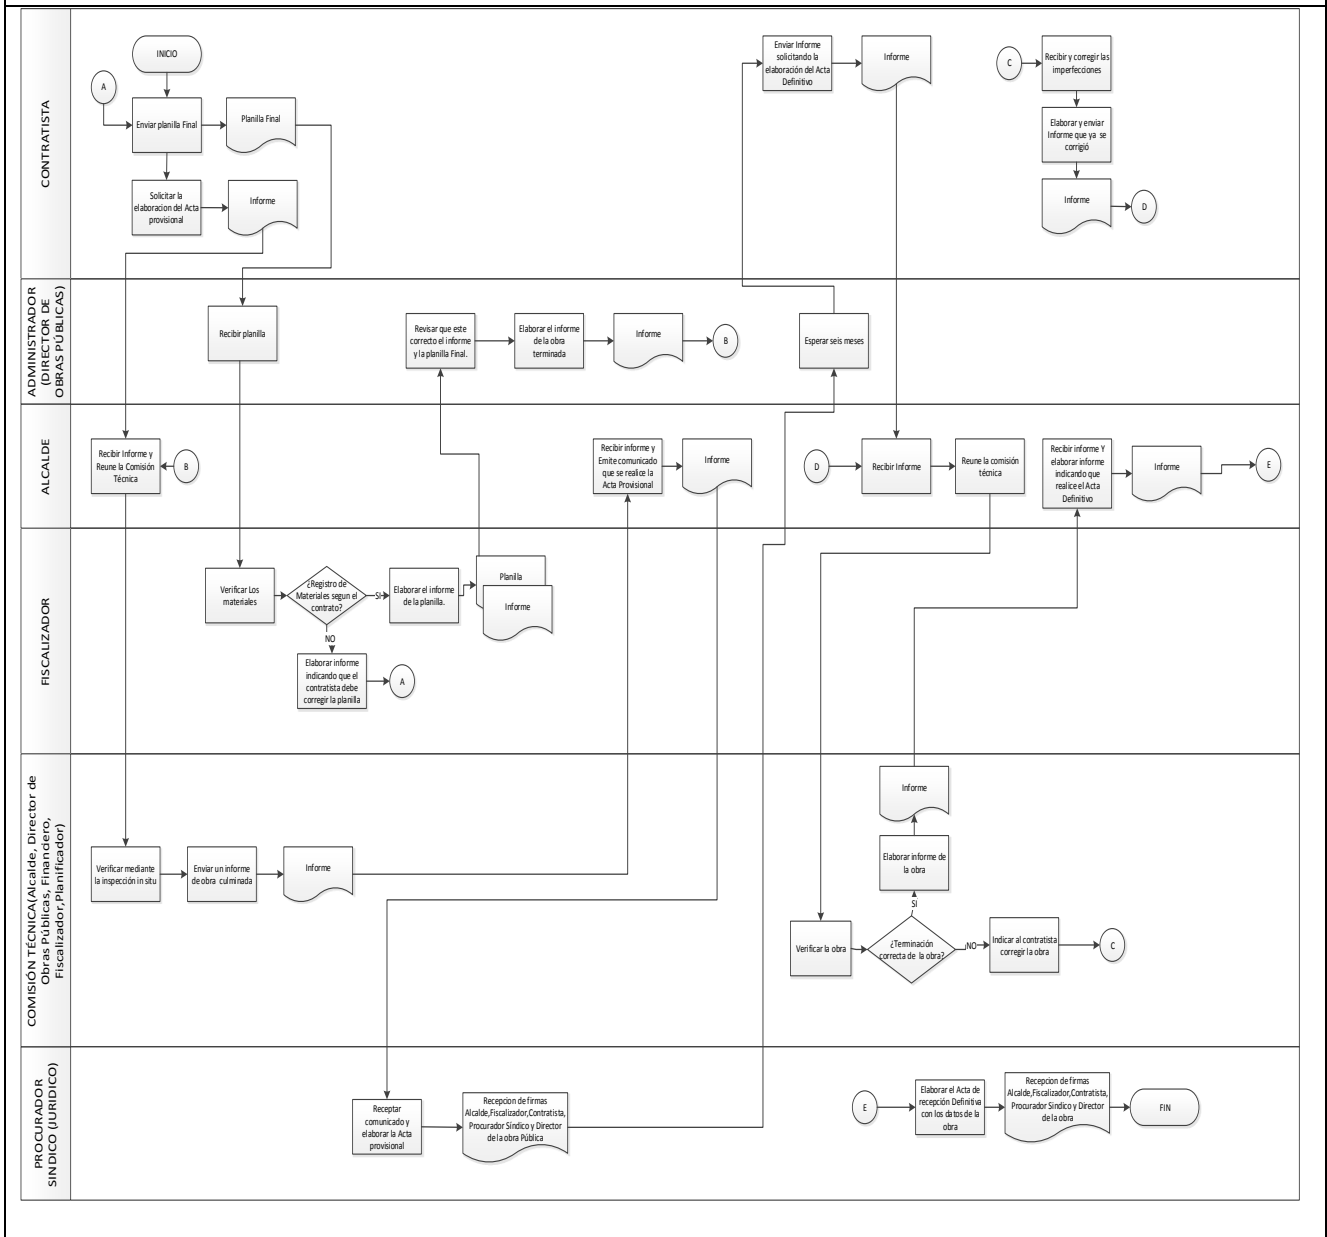 CONTRATISTA
INICIO
A
Enviar planilla Final
Planilla Final
Solicitar la
elaboracion del Acta
provisional
Informe
Enviar Informe
solicitando la
elaboración del Acta
Definitivo
Informe
C
Recibir y corregir las
imperfecciones
Elaborar y enviar
Informe que ya se
corrigió
Informe
D
ADMINISTRADOR
(DIRECTOR DE
OBRAS PÚBLICAS)
Recibir planilla
Revisar que este
correcto el informe
y la planilla Final.
Elaborar el informe
de la obra
terminada
Informe
B
Esperar seis meses
ALCALDE
Recibir Informe y
Reune la Comisión
Técnica
B
Recibir informe y
Emite comunicado
que se realice la
Acta Provisional
Informe
D
Recibir Informe
Reune la comisión
técnica
Recibir informe Y
elaborar informe
indicando que
realice el Acta
Definitivo
Informe
E
FISCALIZADOR
Verificar Los
materiales
¿Registro de
Materiales segun el
contrato?
SI
NO
Elaborar el informe
de la planilla.
Planilla
Informe
Elaborar informe
indicando que el
contratista debe
corregir la planilla
A
COMISIÓN TÉCNICA(Alcalde, Director de
Obras Públicas, Financiero,
Fiscalizador,Planificador)
Verificar mediante
la inspección in situ
Enviar un informe
de obra culminada
Informe
Informe
Elaborar informe de
la obra
SI
Verificar la obra
¿Terminación
correcta de la obra?
NO
Indicar al contratista
corregir la obra
C
PROCURADOR
SINDICO (JURIDICO)
Receptar
comunicado y
elaborar la Acta
provisional
Recepcion de firmas
Alcalde,Fiscalizador,Contratista,
Procurador Síndico y Director
de la obra Pública
E
Elaborar el Acta de
recepción Definitiva
con los datos de la
obra
Recepcion de firmas
Alcalde,Fiscalizador,Contratista,
Procurador Sindico y Director
de la obra
FIN